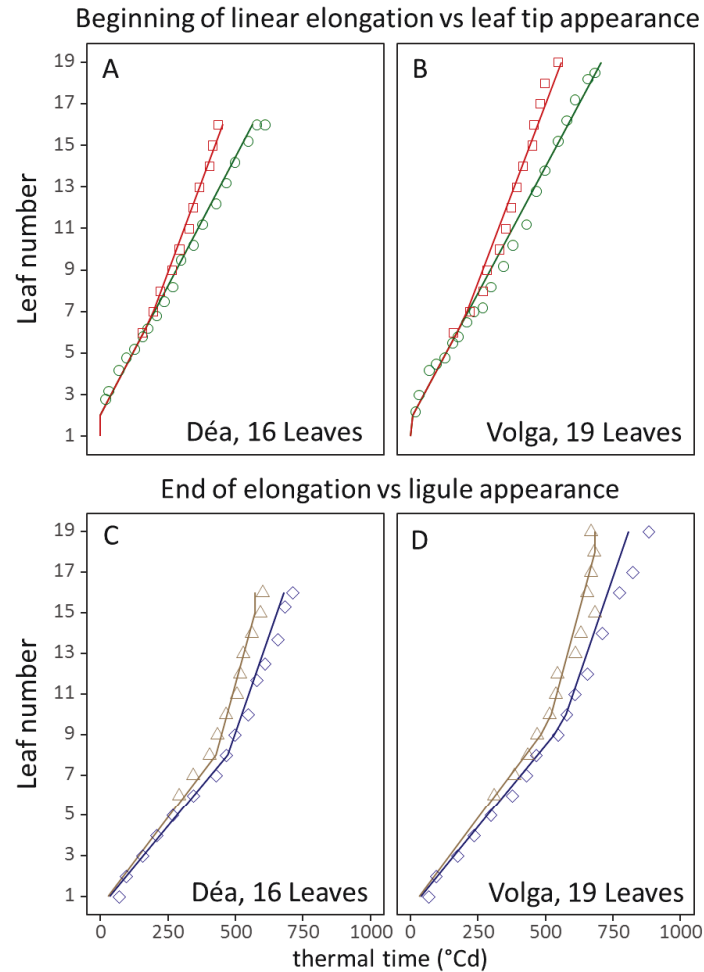 Beginning of linear elongation vs leaf tip appearance
A
B
19
17
15
13
11
9
7
5
3
1
Leaf number
Déa, 16 Leaves
Volga, 19 Leaves
End of elongation vs ligule appearance
C
D
19
17
15
13
11
9
7
5
3
1
Leaf number
Déa, 16 Leaves
Volga, 19 Leaves
0 250 500 750 1000 0 250 500 750 1000
thermal time (°Cd)